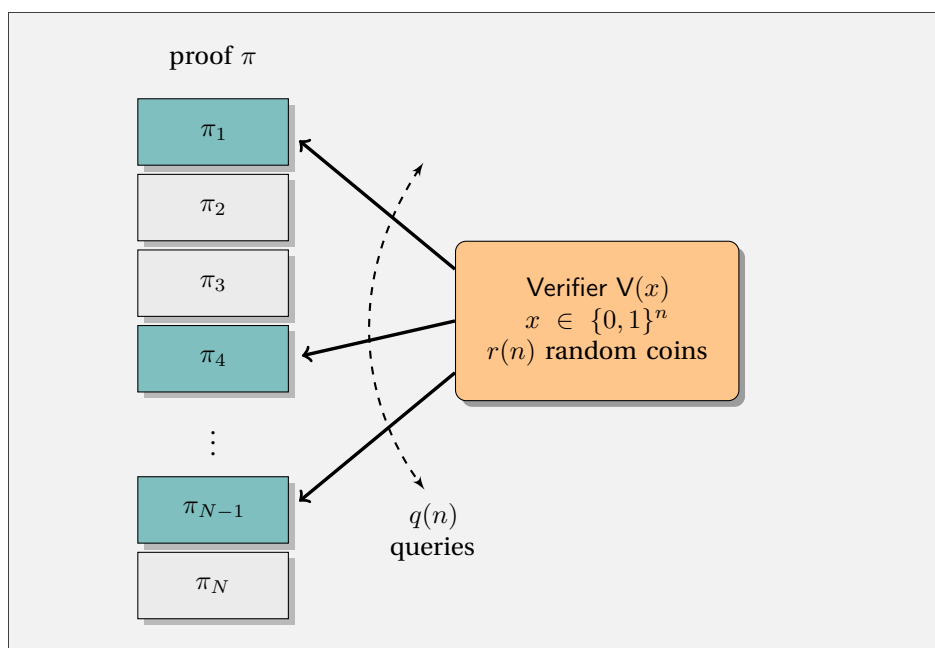 proof π
π₁
π₂
π₃
π₄
⋮
πN−1
πN
Verifier V(x)
x ∈ {0, 1}ⁿ
r(n) random coins
q(n)
queries